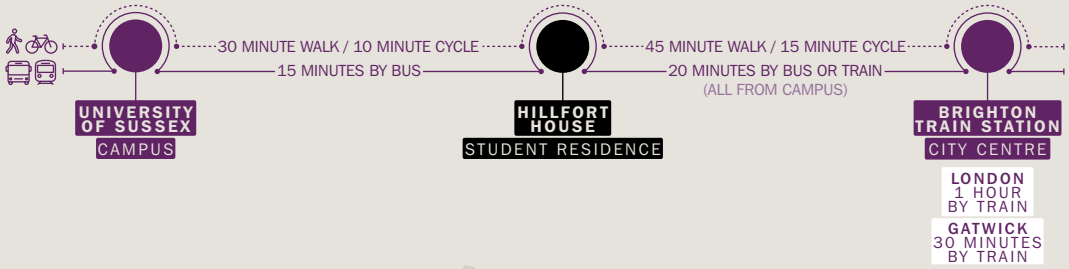 30 MINUTE WALK / 10 MINUTE CYCLE
15 MINUTES BY BUS
45 MINUTE WALK / 15 MINUTE CYCLE
20 MINUTES BY BUS OR TRAIN
(ALL FROM CAMPUS)
UNIVERSITY
OF SUSSEX
CAMPUS
HILLFORT
HOUSE
STUDENT RESIDENCE
BRIGHTON
TRAIN STATION
CITY CENTRE
LONDON
1 HOUR
BY TRAIN
GATWICK
30 MINUTES
BY TRAIN